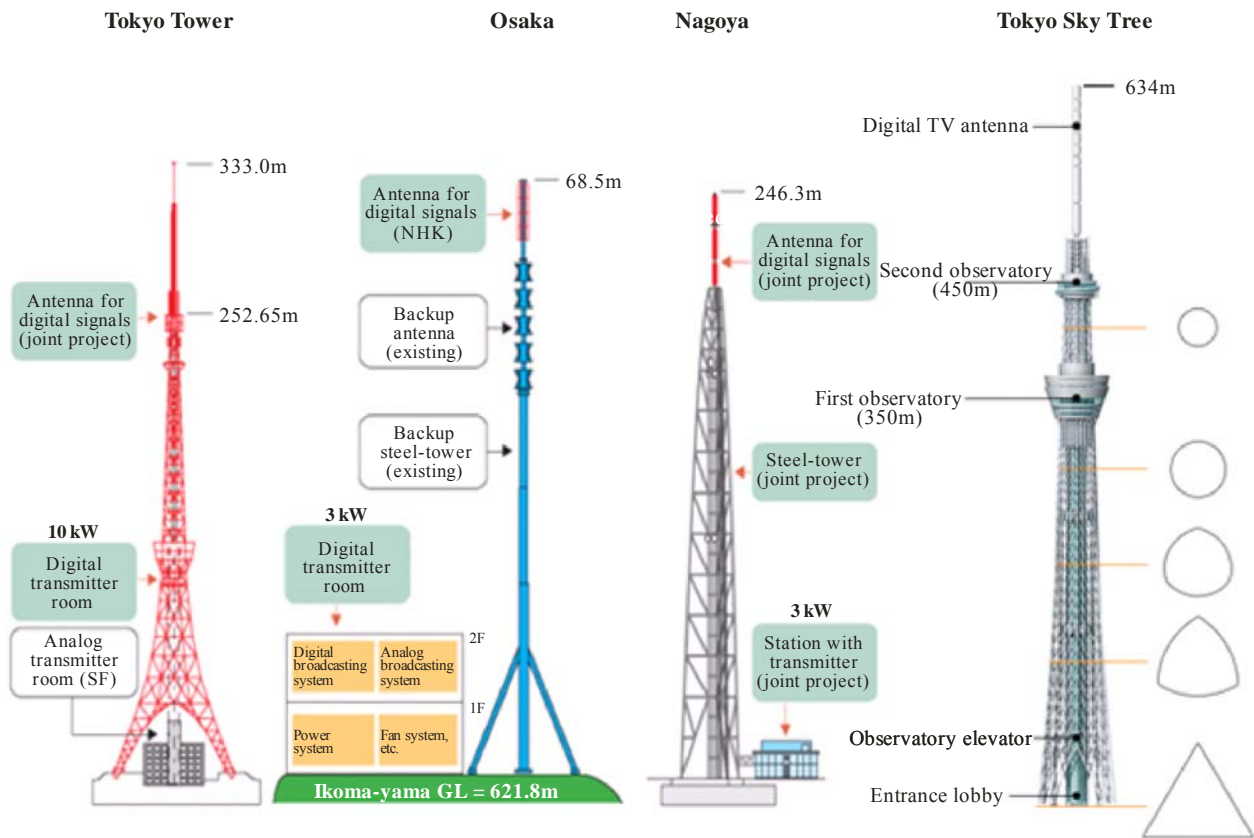 Tokyo Tower
Osaka
Nagoya
Tokyo Sky Tree
333.0m
Antenna for
digital signals
(joint project)
252.65m
10 kW
Digital
transmitter
room
Analog
transmitter
room (SF)
68.5m
Antenna for
digital signals
(NHK)
Backup
antenna
(existing)
Backup
steel-tower
(existing)
3 kW
Digital
transmitter
room
2F
Digital
broadcasting
system
Analog
broadcasting
system
1F
Power
system
Fan system,
etc.
Ikoma-yama GL = 621.8m
246.3m
Antenna for
digital signals
(joint project)
Steel-tower
(joint project)
3 kW
Station with
transmitter
(joint project)
634m
Digital TV antenna
Second observatory
(450m)
First observatory
(350m)
Observatory elevator
Entrance lobby